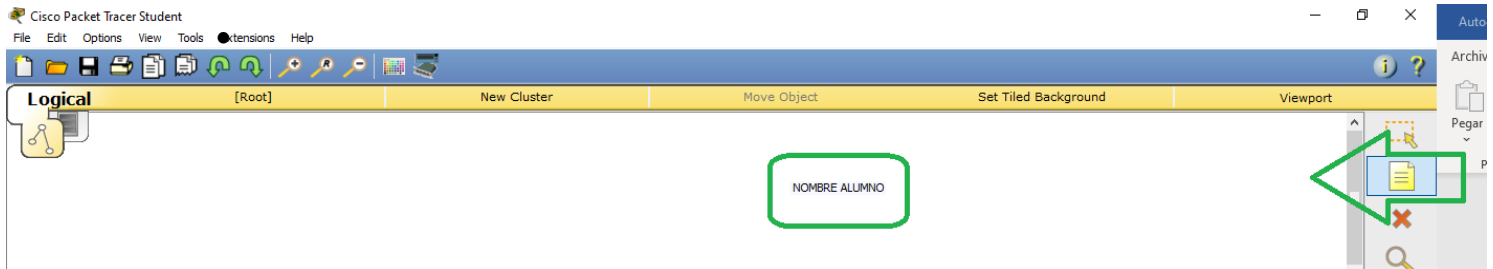 Cisco Packet Tracer Student
File Edit Options View Tools Extensions Help
Logical [Root] New Cluster Move Object Set Tiled Background Viewport
NOMBRE ALUMNO
Auto
Archiv
Pegar
P